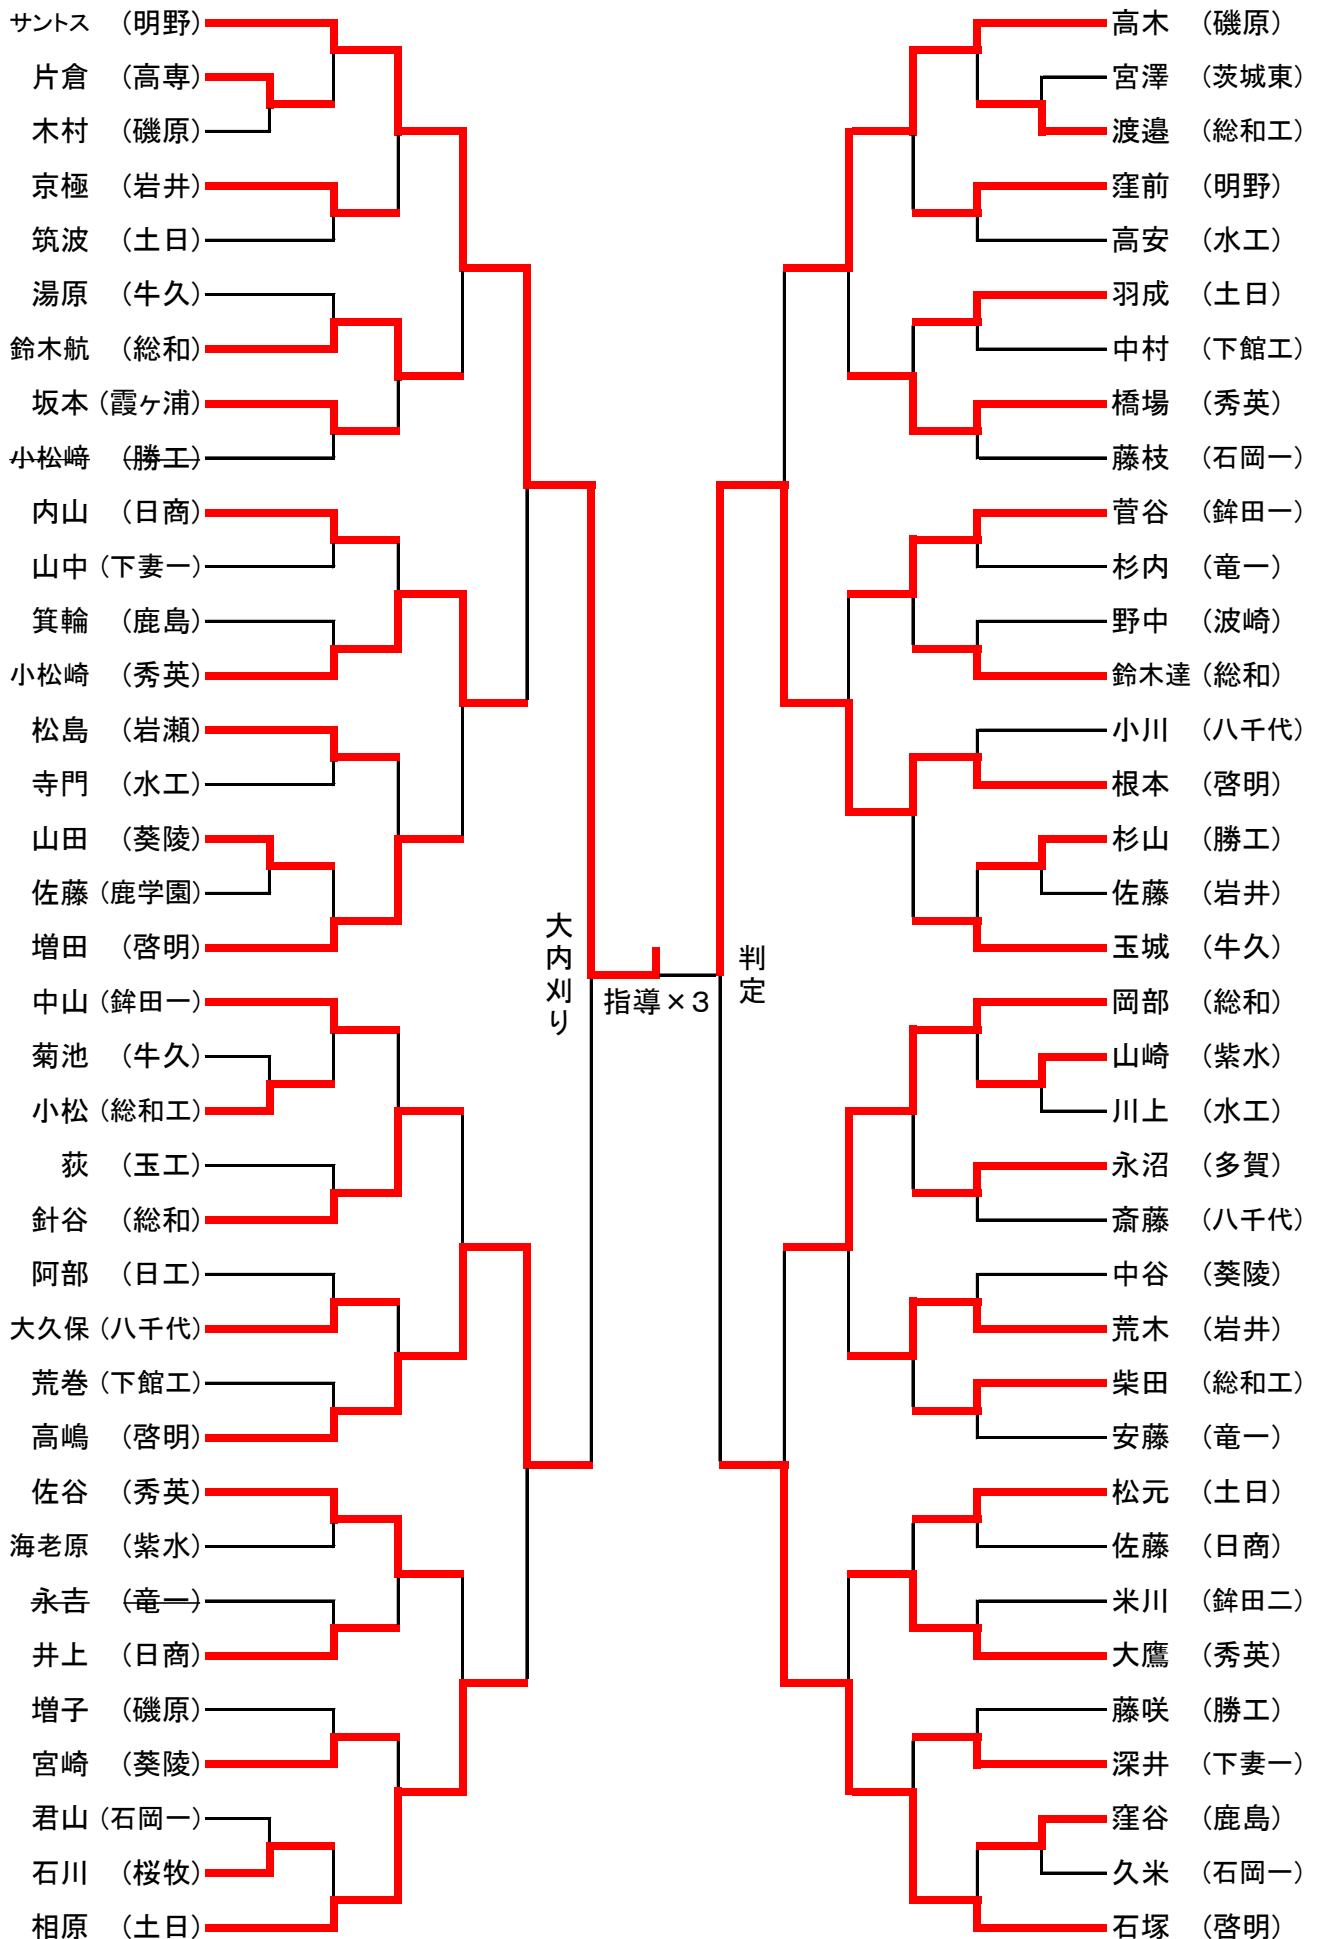 サントス （明野）
片倉 （高専）
木村 （磯原）
京極 （岩井）
筑波 （土日）
湯原 （牛久）
鈴木航 （総和）
坂本（霞ヶ浦）
小松﨑 （勝工）
内山 （日商）
山中（下妻一）
箕輪 （鹿島）
小松崎 （秀英）
松島 （岩瀬）
寺門 （水工）
山田 （葵陵）
佐藤（鹿学園）
増田 （啓明）
中山（鉾田一）
菊池 （牛久）
小松（総和工）
荻 （玉工）
針谷 （総和）
阿部 （日工）
大久保（八千代）
荒巻（下館工）
高嶋 （啓明）
佐谷 （秀英）
海老原 （紫水）
永吉 （竜一）
井上 （日商）
増子 （磯原）
宮崎 （葵陵）
君山（石岡一）
石川 （桜牧）
相原 （土日）
大内刈り
指導×３
判定
高木 （磯原）
宮澤 （茨城東）
渡邉 （総和工）
窪前 （明野）
高安 （水工）
羽成 （土日）
中村 （下館工）
橋場 （秀英）
藤枝 （石岡一）
菅谷 （鉾田一）
杉内 （竜一）
野中 （波崎）
鈴木達（総和）
小川 （八千代）
根本 （啓明）
杉山 （勝工）
佐藤 （岩井）
玉城 （牛久）
岡部 （総和）
山崎 （紫水）
川上 （水工）
永沼 （多賀）
斎藤 （八千代）
中谷 （葵陵）
荒木 （岩井）
柴田 （総和工）
安藤 （竜一）
松元 （土日）
佐藤 （日商）
米川 （鉾田二）
大鷹 （秀英）
藤咲 （勝工）
深井 （下妻一）
窪谷 （鹿島）
久米 （石岡一）
石塚 （啓明）